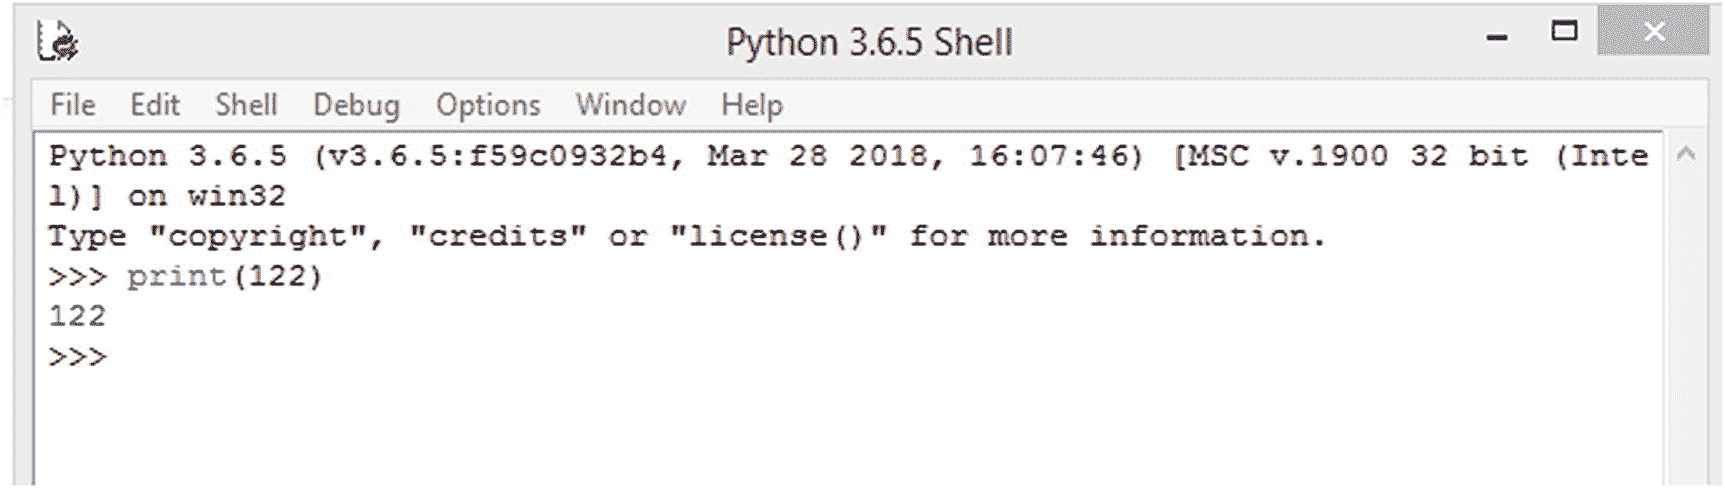 Python 3.6.5 Shell
File Edit Shell Debug Options Window Help
Python 3.6.5 (v3.6.5:f59c0932b4, Mar 28 2018, 16:07:46) [MSC v.1900 32 bit (Inte
l)] on win32
Type "copyright", "credits" or "license()" for more information.
>>> print(122)
122
>>>